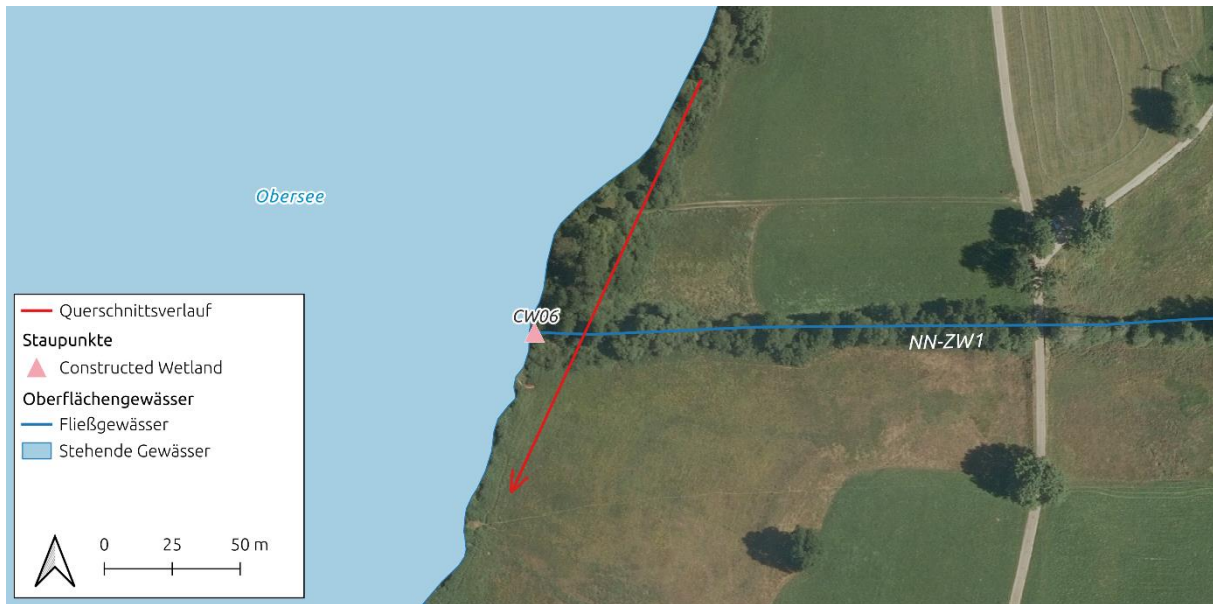 Obersee
CW06
NN-ZW1
Querschnittsverlauf
Staupunkte
Constructed Wetland
Oberflächengewässer
Fließgewässer
Stehende Gewässer
0 25 50 m